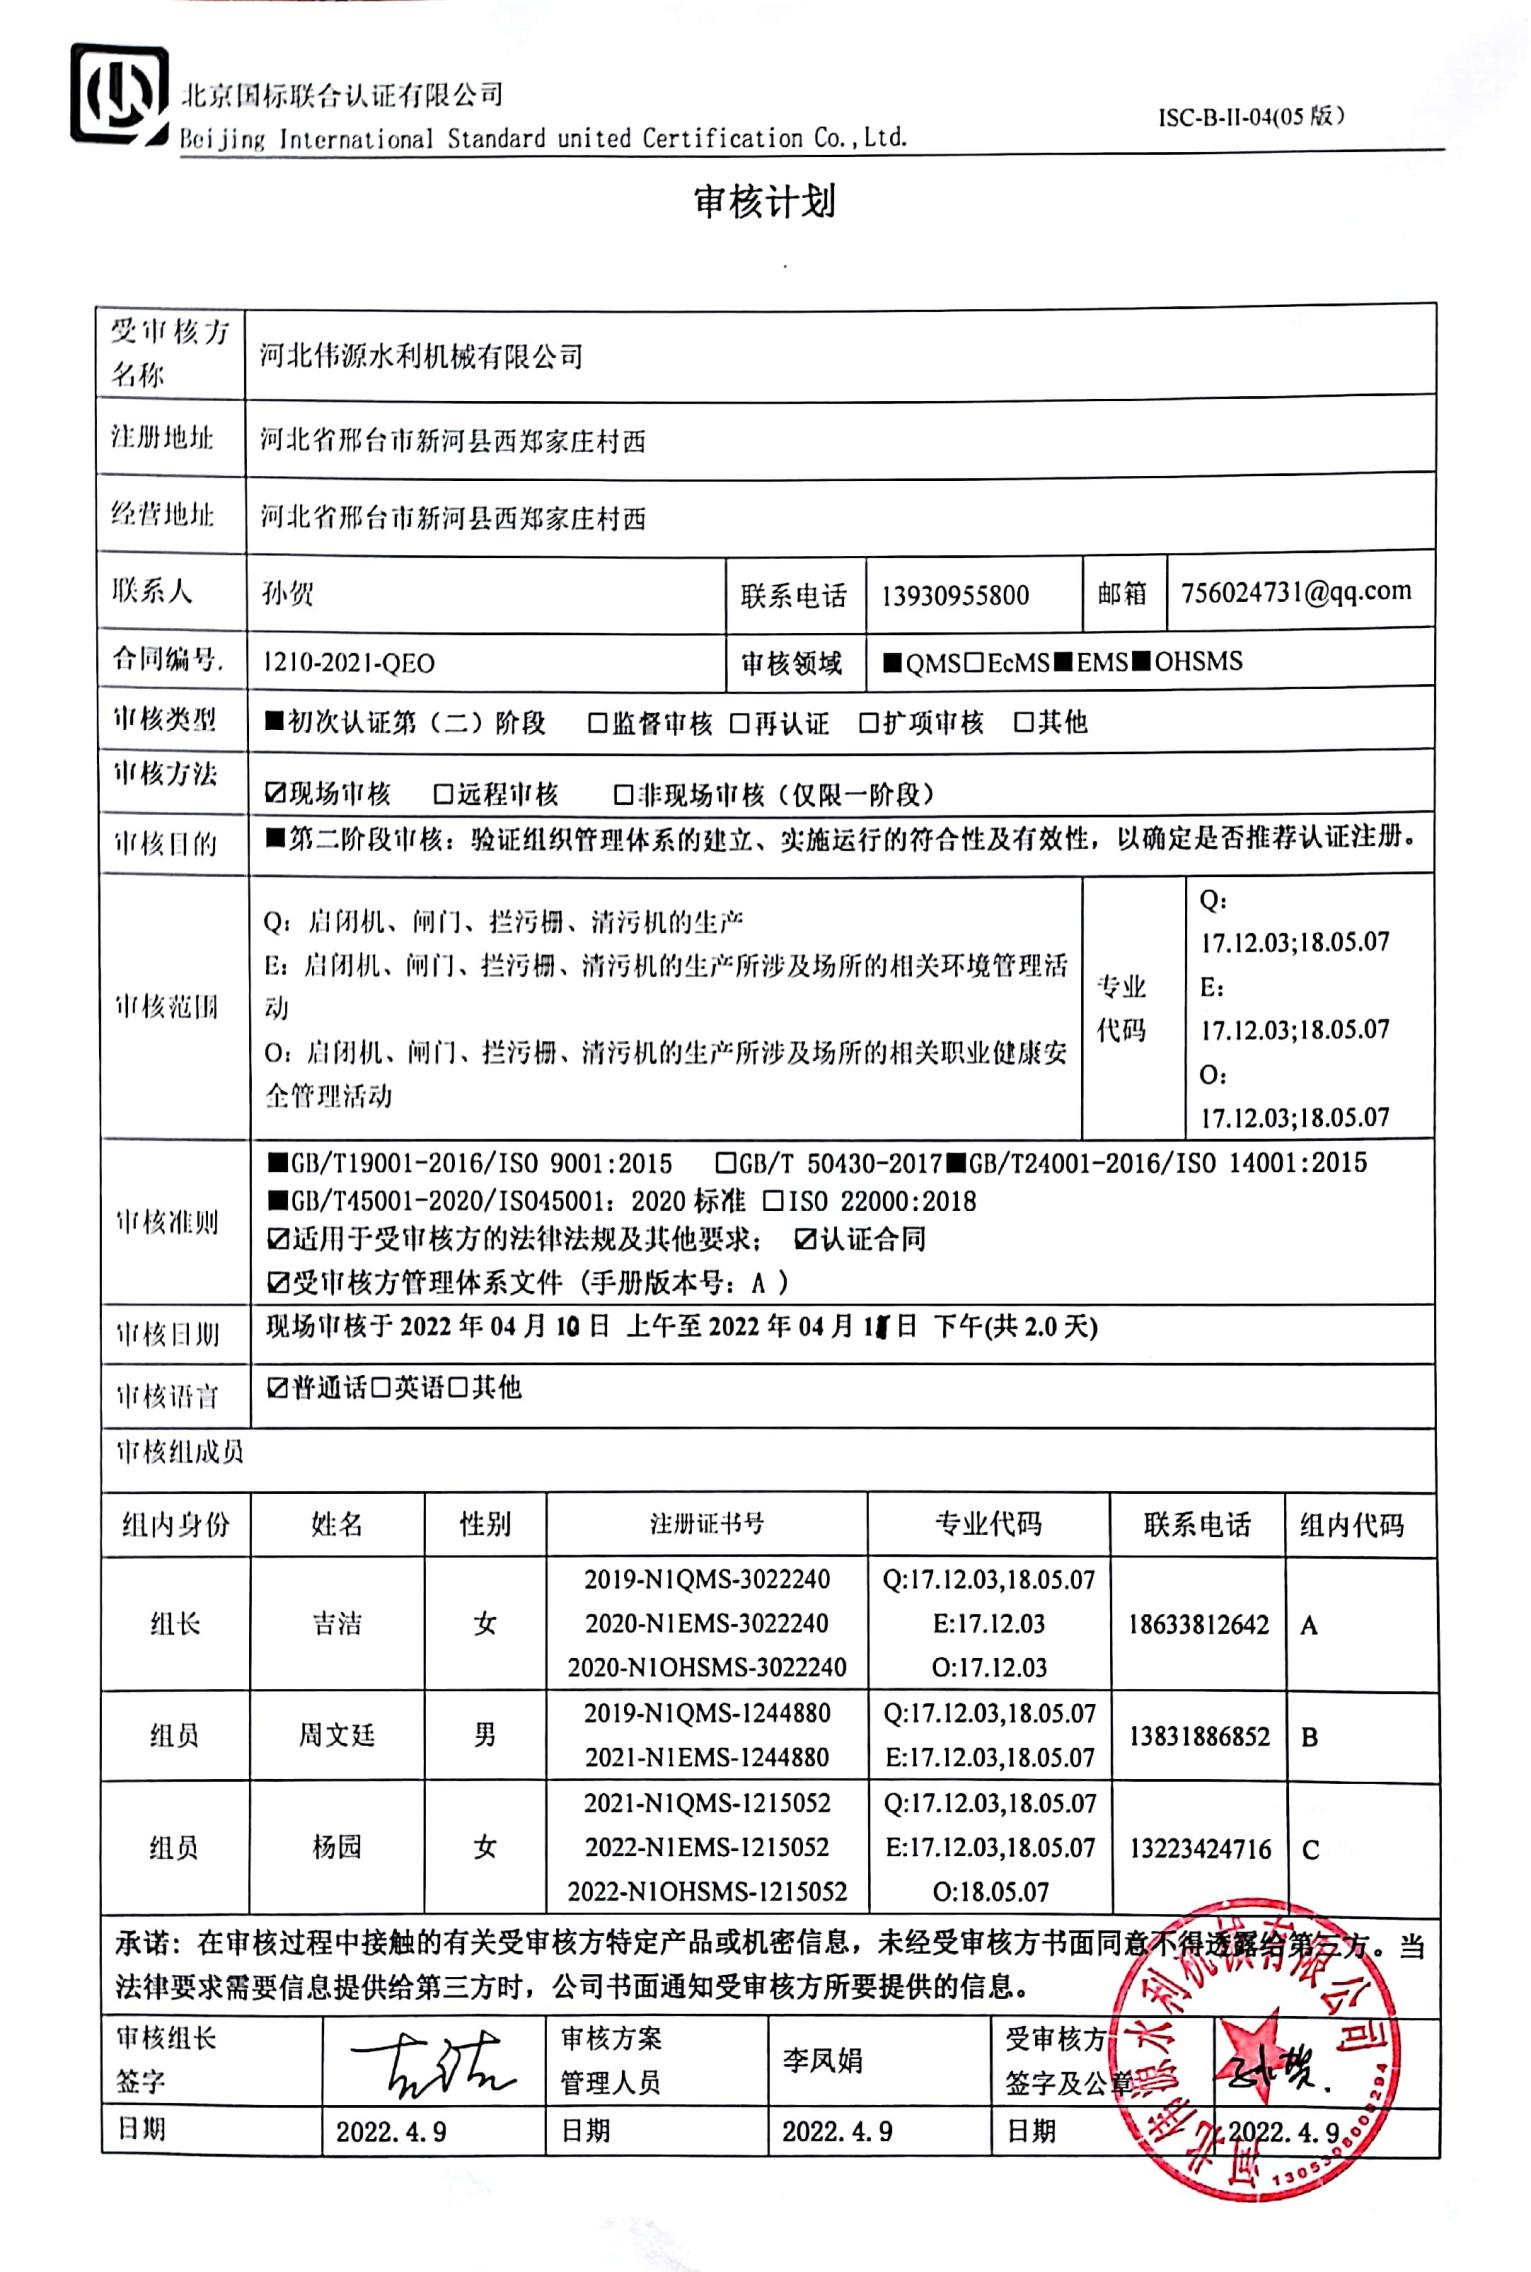 北京国标联合认证有限公司
Beijing International Standard united Certification Co.,Ltd.
ISC-B-II-04(05版)
审核计划
受审核方名称 河北伟源水利机械有限公司
注册地址 河北省邢台市新河县西郑家庄村西
经营地址 河北省邢台市新河县西郑家庄村西
联系人 孙贺 联系电话 13930955800 邮箱 756024731@qq.com
合同编号. 1210-2021-QEO 审核领域 ■QMS□EcMS■EMS■OHSMS
审核类型 ■初次认证第（二）阶段 □监督审核 □再认证 □扩项审核 □其他
审核方法 ☑现场审核 □远程审核 □非现场审核（仅限一阶段）
审核目的 ■第二阶段审核：验证组织管理体系的建立、实施运行的符合性及有效性，以确定是否推荐认证注册。
审核范围
Q：启闭机、闸门、拦污栅、清污机的生产
E：启闭机、闸门、拦污栅、清污机的生产所涉及场所的相关环境管理活
动
O：启闭机、闸门、拦污栅、清污机的生产所涉及场所的相关职业健康安
全管理活动
专业
代码
Q:
17.12.03;18.05.07
E:
17.12.03;18.05.07
O:
17.12.03;18.05.07
审核准则
■GB/T19001-2016/ISO 9001:2015 □GB/T 50430-2017■GB/T24001-2016/ISO 14001:2015
■GB/T45001-2020/ISO45001：2020 标准 □ISO 22000:2018
☑适用于受审核方的法律法规及其他要求； ☑认证合同
☑受审核方管理体系文件（手册版本号：A ）
审核日期 现场审核于 2022 年 04 月 10 日 上午至 2022 年 04 月 11 日 下午(共 2.0 天)
审核语言 ☑普通话□英语□其他
审核组成员
组内身份 姓名 性别 注册证书号 专业代码 联系电话 组内代码
组长 吉洁 女
2019-N1QMS-3022240 Q:17.12.03,18.05.07
2020-N1EMS-3022240 E:17.12.03
2020-N1OHSMS-3022240 O:17.12.03
18633812642 A
组员 周文廷 男
2019-N1QMS-1244880 Q:17.12.03,18.05.07
2021-N1EMS-1244880 E:17.12.03,18.05.07
13831886852 B
组员 杨园 女
2021-N1QMS-1215052 Q:17.12.03,18.05.07
2022-N1EMS-1215052 E:17.12.03,18.05.07
2022-N1OHSMS-1215052 O:18.05.07
13223424716 C
承诺：在审核过程中接触的有关受审核方特定产品或机密信息，未经受审核方书面同意不得透露给第三方。当
法律要求需要信息提供给第三方时，公司书面通知受审核方所要提供的信息。
审核组长
签字
吉洁
审核方案
管理人员
李凤娟
受审核方
签字及公章
孙贺.
日期 2022.4.9 日期 2022.4.9 日期 2022.4.9
河北伟源水利机械有限公司
1305308000294